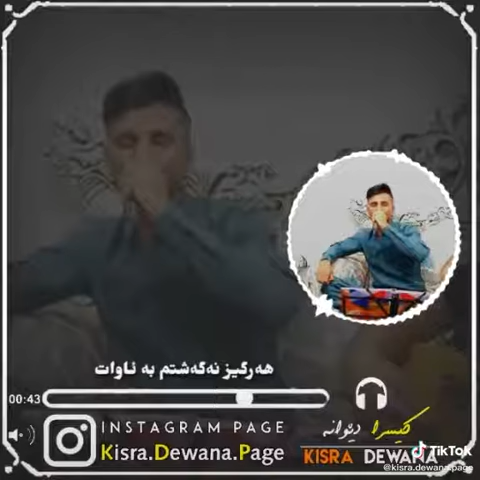 هەرگیز نەگەشتم بە ئاوات
00:43
INSTAGRAM PAGE
Kisra.Dewana.Page
کیسرا دیوانە
KISRA DEWANA
TikTok
@kisra.dewana.page